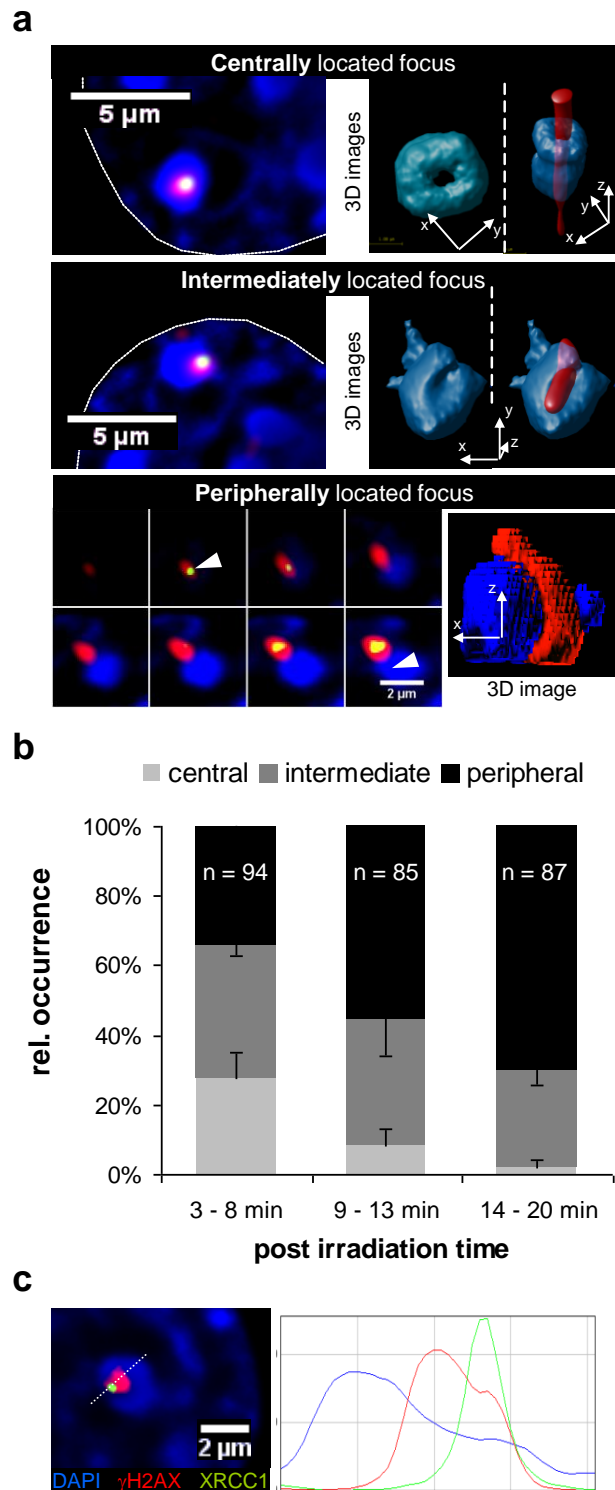 a
Centrally located focus
5 µm
3D images
x
y
z
y
x
Intermediately located focus
5 µm
3D images
y
x
z
Peripherally located focus
2 µm
z
x
3D image
b
central intermediate peripheral
rel. occurrence
100%
80%
60%
40%
20%
0%
n = 94
n = 85
n = 87
3 - 8 min
9 - 13 min
14 - 20 min
post irradiation time
c
2 µm
DAPI γH2AX XRCC1